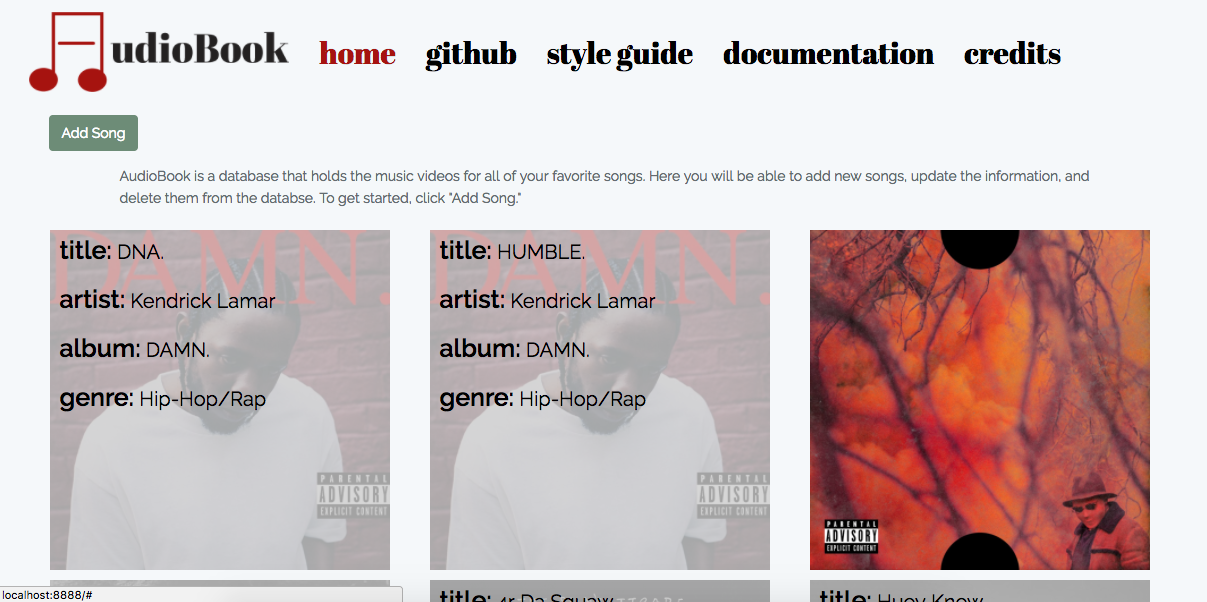 udioBook home github style guide documentation credits
Add Song
AudioBook is a database that holds the music videos for all of your favorite songs. Here you will be able to add new songs, update the information, and
delete them from the databse. To get started, click "Add Song."
DAMN.
title: DNA.
artist: Kendrick Lamar
album: DAMN.
genre: Hip-Hop/Rap
PARENTAL
ADVISORY
EXPLICIT CONTENT
DAMN.
title: HUMBLE.
artist: Kendrick Lamar
album: DAMN.
genre: Hip-Hop/Rap
PARENTAL
ADVISORY
EXPLICIT CONTENT
PARENTAL
ADVISORY
EXPLICIT CONTENT
title: 4r Da Squaw
title: Huey Knew
localhost:8888/#